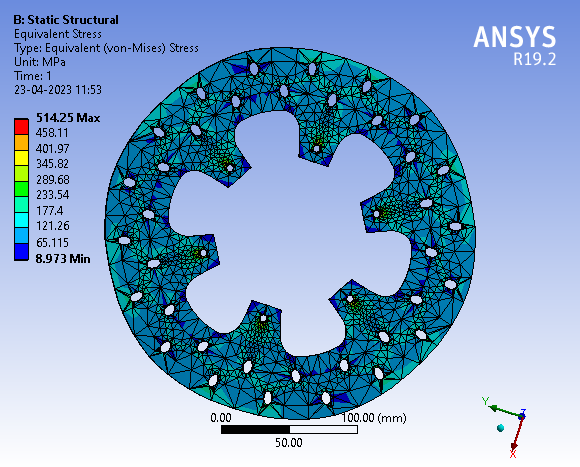 B: Static Structural
Equivalent Stress
Type: Equivalent (von-Mises) Stress
Unit: MPa
Time: 1
23-04-2023 11:53
514.25 Max
458.11
401.97
345.82
289.68
233.54
177.4
121.26
65.115
8.973 Min
ANSYS
R19.2
0.00 100.00 (mm)
50.00
Y Z
X